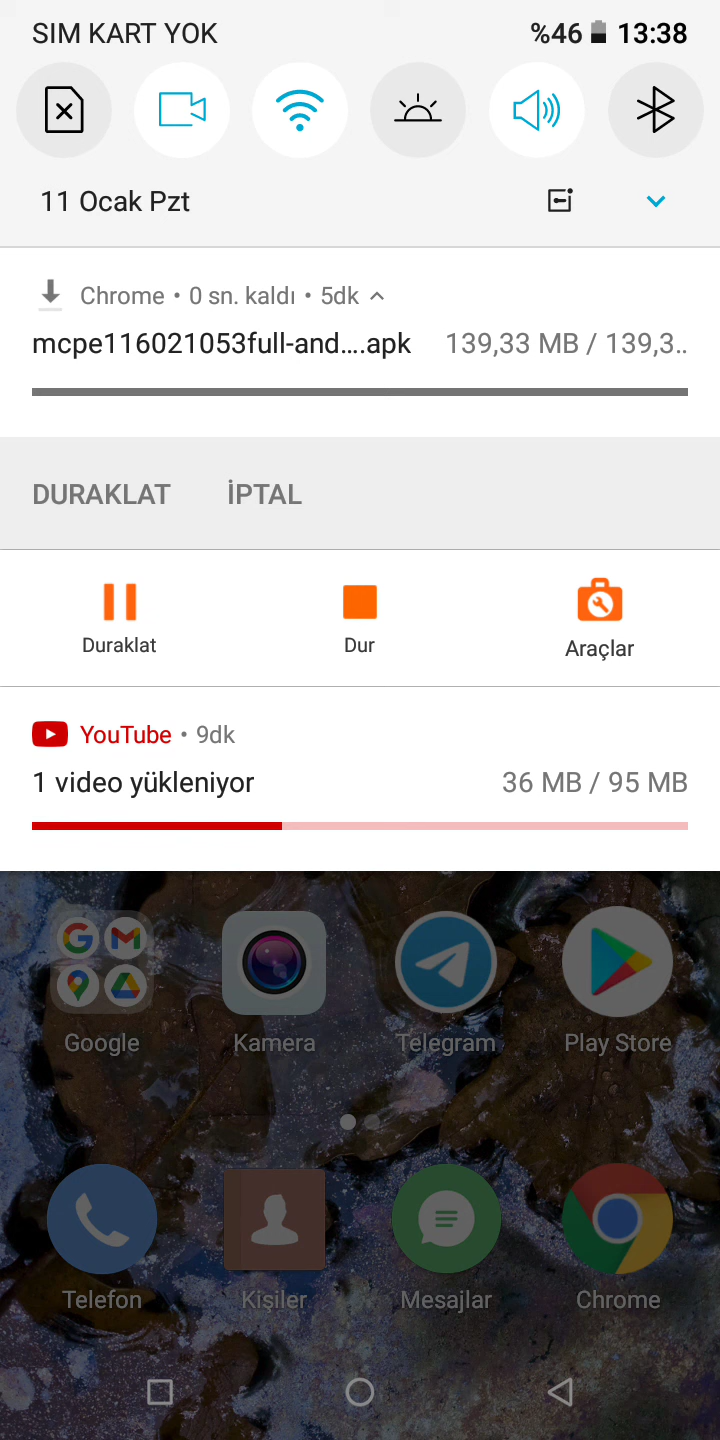 SIM KART YOK %46 13:38
11 Ocak Pzt
Chrome • 0 sn. kaldı • 5dk
mcpe116021053full-and....apk 139,33 MB / 139,3..
DURAKLAT İPTAL
Duraklat Dur Araçlar
YouTube • 9dk
1 video yükleniyor 36 MB / 95 MB
Google Kamera Telegram Play Store
Telefon Kişiler Mesajlar Chrome